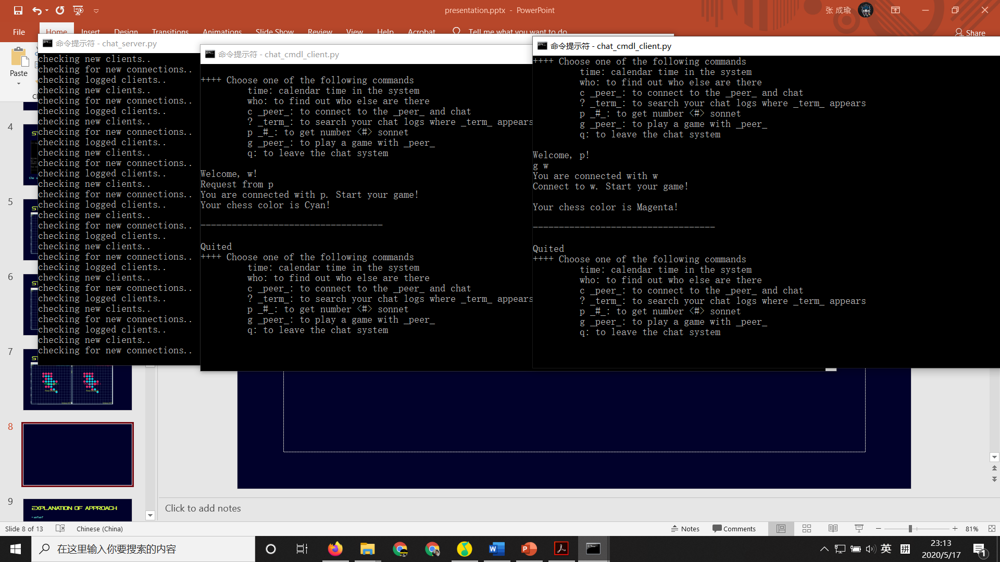 presentation.pptx - PowerPoint
张 成瑜
File
Home
Insert
Design
Transitions
Animations
Slide Show
Review
View
Help
Acrobat
Tell me what you want to do
Share
Paste
命令提示符 - chat_server.py
checking new clients..
checking for new connections..
checking logged clients..
checking new clients..
checking for new connections..
checking logged clients..
checking new clients..
checking for new connections..
checking logged clients..
checking new clients..
checking for new connections..
checking logged clients..
checking new clients..
checking for new connections..
checking logged clients..
checking new clients..
checking for new connections..
checking logged clients..
checking new clients..
checking for new connections..
checking logged clients..
checking new clients..
checking for new connections..
checking logged clients..
checking new clients..
checking for new connections..
checking logged clients..
checking new clients..
checking for new connections..
命令提示符 - chat_cmdl_client.py
++++ Choose one of the following commands
time: calendar time in the system
who: to find out who else are there
c _peer_: to connect to the _peer_ and chat
? _term_: to search your chat logs where _term_ appears
p _#_: to get number <#> sonnet
g _peer_: to play a game with _peer_
q: to leave the chat system
Welcome, w!
Request from p
You are connected with p. Start your game!
Your chess color is Cyan!
-----------------------------------
Quited
++++ Choose one of the following commands
time: calendar time in the system
who: to find out who else are there
c _peer_: to connect to the _peer_ and chat
? _term_: to search your chat logs where _term_ appears
p _#_: to get number <#> sonnet
g _peer_: to play a game with _peer_
q: to leave the chat system
命令提示符 - chat_cmdl_client.py
++++ Choose one of the following commands
time: calendar time in the system
who: to find out who else are there
c _peer_: to connect to the _peer_ and chat
? _term_: to search your chat logs where _term_ appears
p _#_: to get number <#> sonnet
g _peer_: to play a game with _peer_
q: to leave the chat system
Welcome, p!
g w
You are connected with w
Connect to w. Start your game!
Your chess color is Magenta!
-----------------------------------
Quited
++++ Choose one of the following commands
time: calendar time in the system
who: to find out who else are there
c _peer_: to connect to the _peer_ and chat
? _term_: to search your chat logs where _term_ appears
p _#_: to get number <#> sonnet
g _peer_: to play a game with _peer_
q: to leave the chat system
4
5
6
7
8
9
EXPLANATION OF APPROACH
Click to add notes
Slide 8 of 13
Chinese (China)
Notes
Comments
81%
在这里输入你要搜索的内容
英
拼
23:13
2020/5/17
1